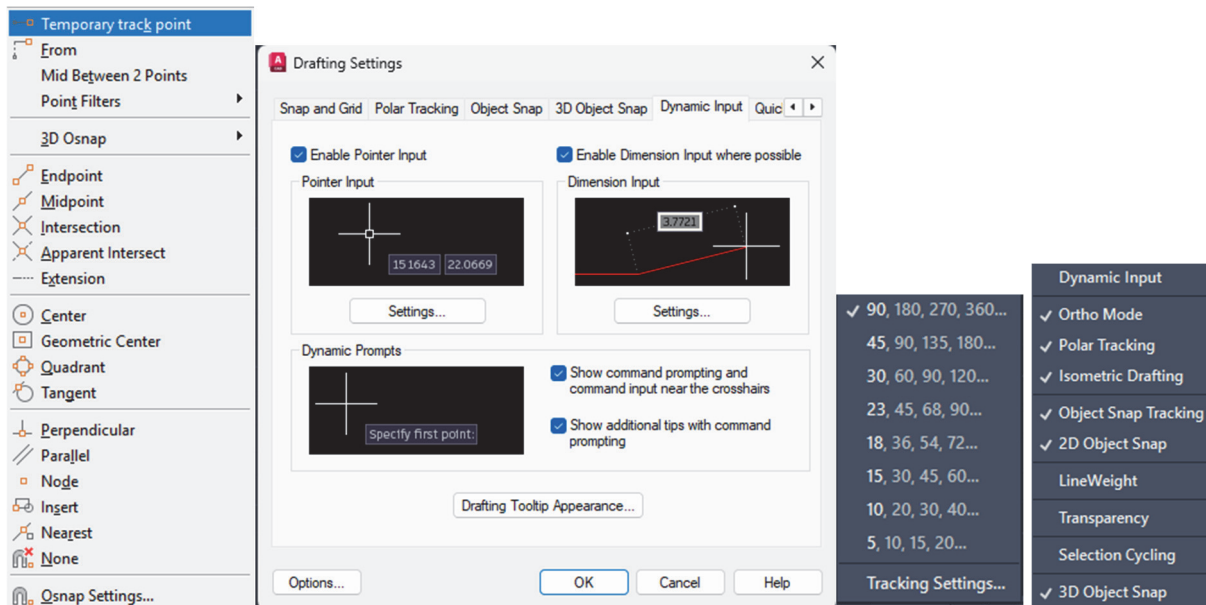 Temporary track point
From
Mid Between 2 Points
Point Filters
3D Osnap
Endpoint
Midpoint
Intersection
Apparent Intersect
Extension
Center
Geometric Center
Quadrant
Tangent
Perpendicular
Parallel
Node
Insert
Nearest
None
Osnap Settings...
Drafting Settings
Snap and Grid Polar Tracking Object Snap 3D Object Snap Dynamic Input Quic
Enable Pointer Input
Enable Dimension Input where possible
Pointer Input
15.1643 22.0669
Settings...
Dimension Input
3.7721
Settings...
Dynamic Prompts
Specify first point:
Show command prompting and
command input near the crosshairs
Show additional tips with command
prompting
Drafting Tooltip Appearance...
Options...
OK
Cancel
Help
90, 180, 270, 360...
45, 90, 135, 180...
30, 60, 90, 120...
23, 45, 68, 90...
18, 36, 54, 72...
15, 30, 45, 60...
10, 20, 30, 40...
5, 10, 15, 20...
Tracking Settings...
Dynamic Input
Ortho Mode
Polar Tracking
Isometric Drafting
Object Snap Tracking
2D Object Snap
LineWeight
Transparency
Selection Cycling
3D Object Snap